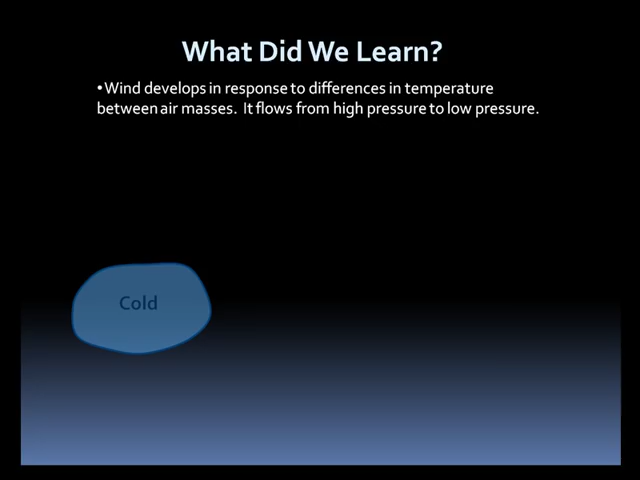 What Did We Learn?
•Wind develops in response to differences in temperature
between air masses.  It flows from high pressure to low pressure.
Cold